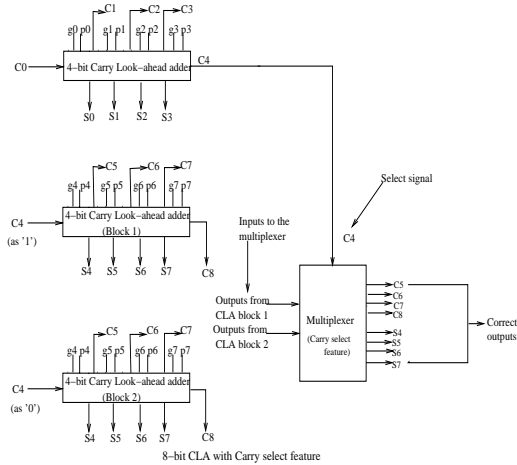 C1 C2 C3
g0 p0 g1 p1 g2 p2 g3 p3
C0 4-bit Carry Look-ahead adder C4
S0 S1 S2 S3
C5 C6 C7
g4 p4 g5 p5 g6 p6 g7 p7
C4 4-bit Carry Look-ahead adder
(as '1') (Block 1)
S4 S5 S6 S7 C8
Select signal
C4
Inputs to the
multiplexer
Outputs from
CLA block 1
Outputs from
CLA block 2
Multiplexer
(Carry select
feature)
C5
C6
C7
C8
S4
S5
S6
S7
Correct
outputs
C5 C6 C7
g4 p4 g5 p5 g6 p6 g7 p7
C4 4-bit Carry Look-ahead adder
(as '0') (Block 2)
S4 S5 S6 S7 C8
8-bit CLA with Carry select feature